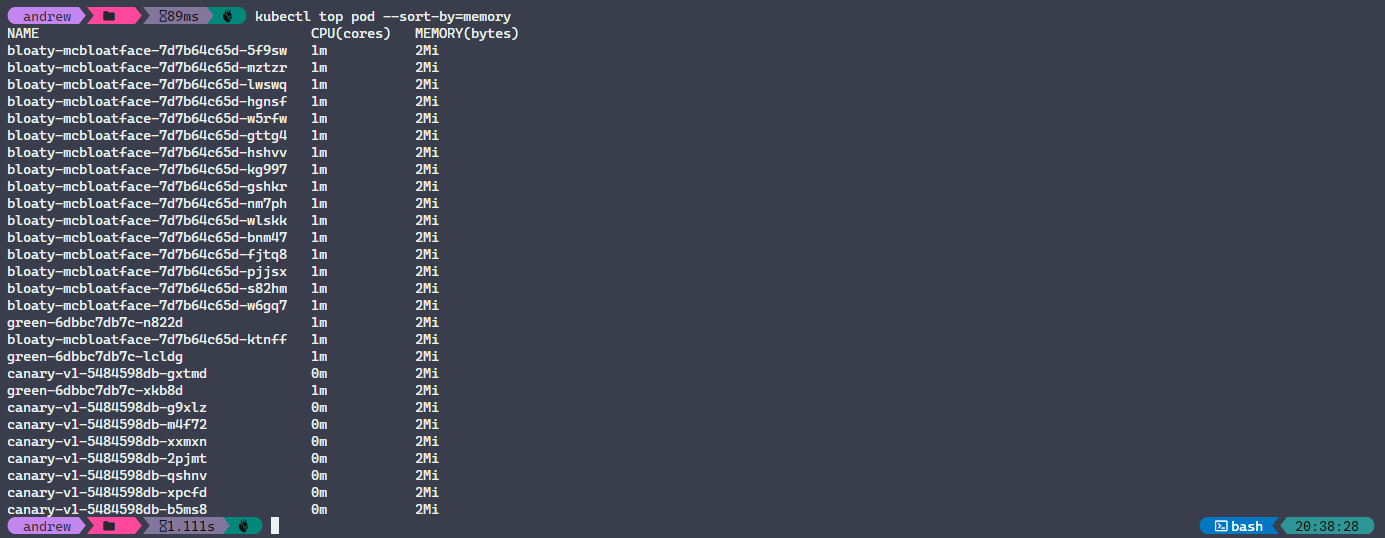 andrew 89ms kubectl top pod --sort-by=memory
NAME CPU(cores) MEMORY(bytes)
bloaty-mcbloatface-7d7b64c65d-5f9sw 1m 2Mi
bloaty-mcbloatface-7d7b64c65d-mztzr 1m 2Mi
bloaty-mcbloatface-7d7b64c65d-lwswq 1m 2Mi
bloaty-mcbloatface-7d7b64c65d-hgnsf 1m 2Mi
bloaty-mcbloatface-7d7b64c65d-w5rfw 1m 2Mi
bloaty-mcbloatface-7d7b64c65d-gttg4 1m 2Mi
bloaty-mcbloatface-7d7b64c65d-hshvv 1m 2Mi
bloaty-mcbloatface-7d7b64c65d-kg997 1m 2Mi
bloaty-mcbloatface-7d7b64c65d-gshkr 1m 2Mi
bloaty-mcbloatface-7d7b64c65d-nm7ph 1m 2Mi
bloaty-mcbloatface-7d7b64c65d-wlskk 1m 2Mi
bloaty-mcbloatface-7d7b64c65d-bnm47 1m 2Mi
bloaty-mcbloatface-7d7b64c65d-fjtq8 1m 2Mi
bloaty-mcbloatface-7d7b64c65d-pjjsx 1m 2Mi
bloaty-mcbloatface-7d7b64c65d-s82hm 1m 2Mi
bloaty-mcbloatface-7d7b64c65d-w6gq7 1m 2Mi
green-6dbbc7db7c-n822d 1m 2Mi
bloaty-mcbloatface-7d7b64c65d-ktnff 1m 2Mi
green-6dbbc7db7c-lcldg 1m 2Mi
canary-v1-5484598db-gxtmd 0m 2Mi
green-6dbbc7db7c-xkb8d 1m 2Mi
canary-v1-5484598db-g9xlz 0m 2Mi
canary-v1-5484598db-m4f72 0m 2Mi
canary-v1-5484598db-xxmxn 0m 2Mi
canary-v1-5484598db-2pjmt 0m 2Mi
canary-v1-5484598db-qshnv 0m 2Mi
canary-v1-5484598db-xpcfd 0m 2Mi
canary-v1-5484598db-b5ms8 0m 2Mi
andrew 1.111s bash 20:38:28